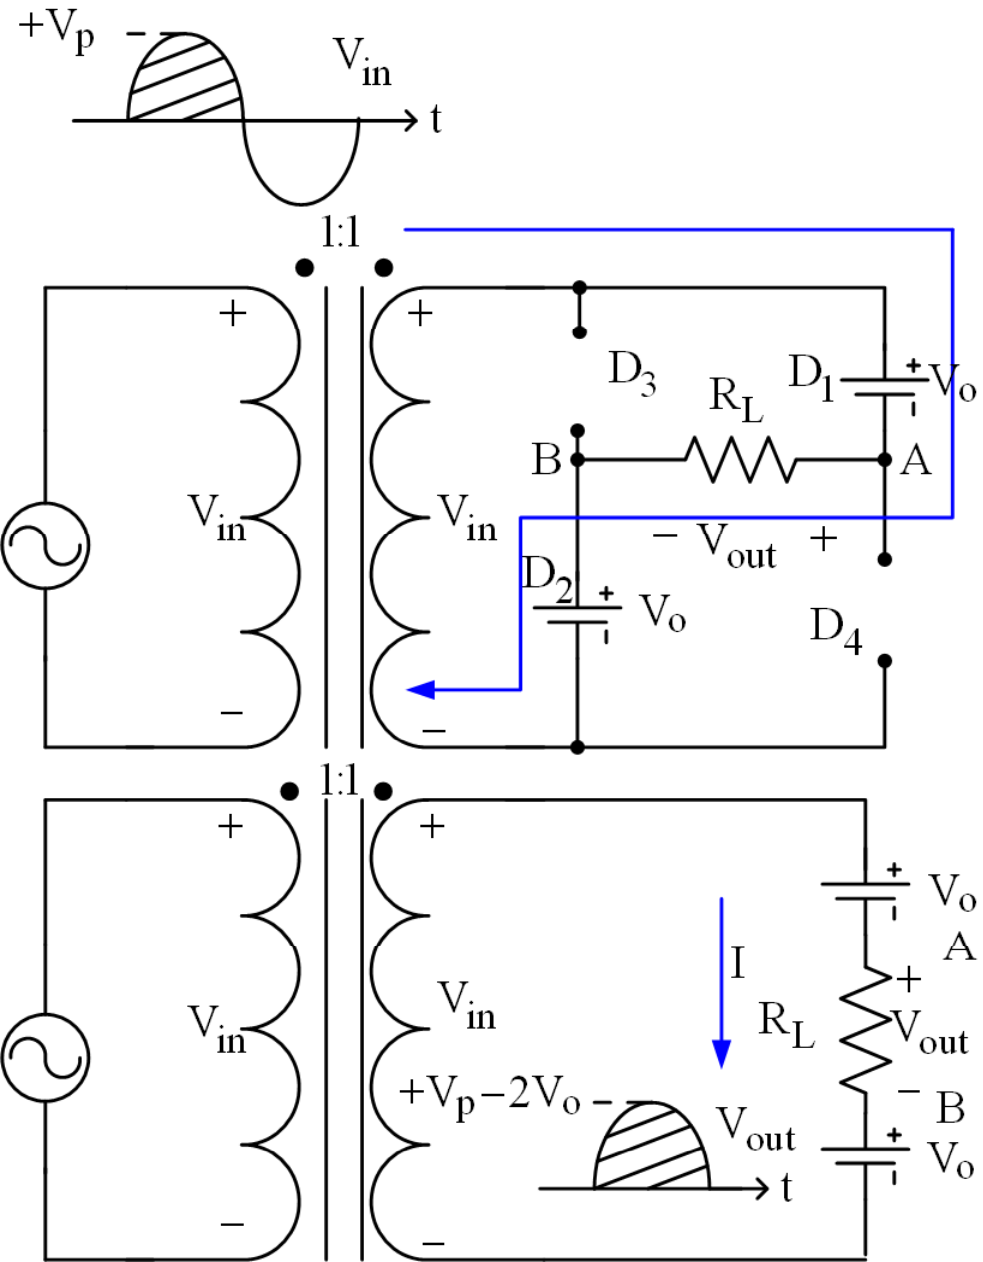 +Vp
Vin
t
1:1
+ +
D3 D1 + Vo
-
RL
B A
Vin Vin
- Vout +
D2 + Vo
-
D4
- -
1:1
+ +
+ Vo
-
A
I
+
Vin Vin RL Vout
-
B
+Vp-2Vo
Vout
+ Vo
-
t
- -